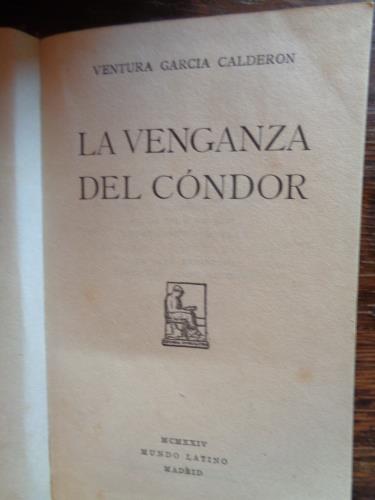 VENTURA GARCIA CALDERON
LA VENGANZA
DEL CÓNDOR
MCMXXIV
MUNDO LATINO
MADRID